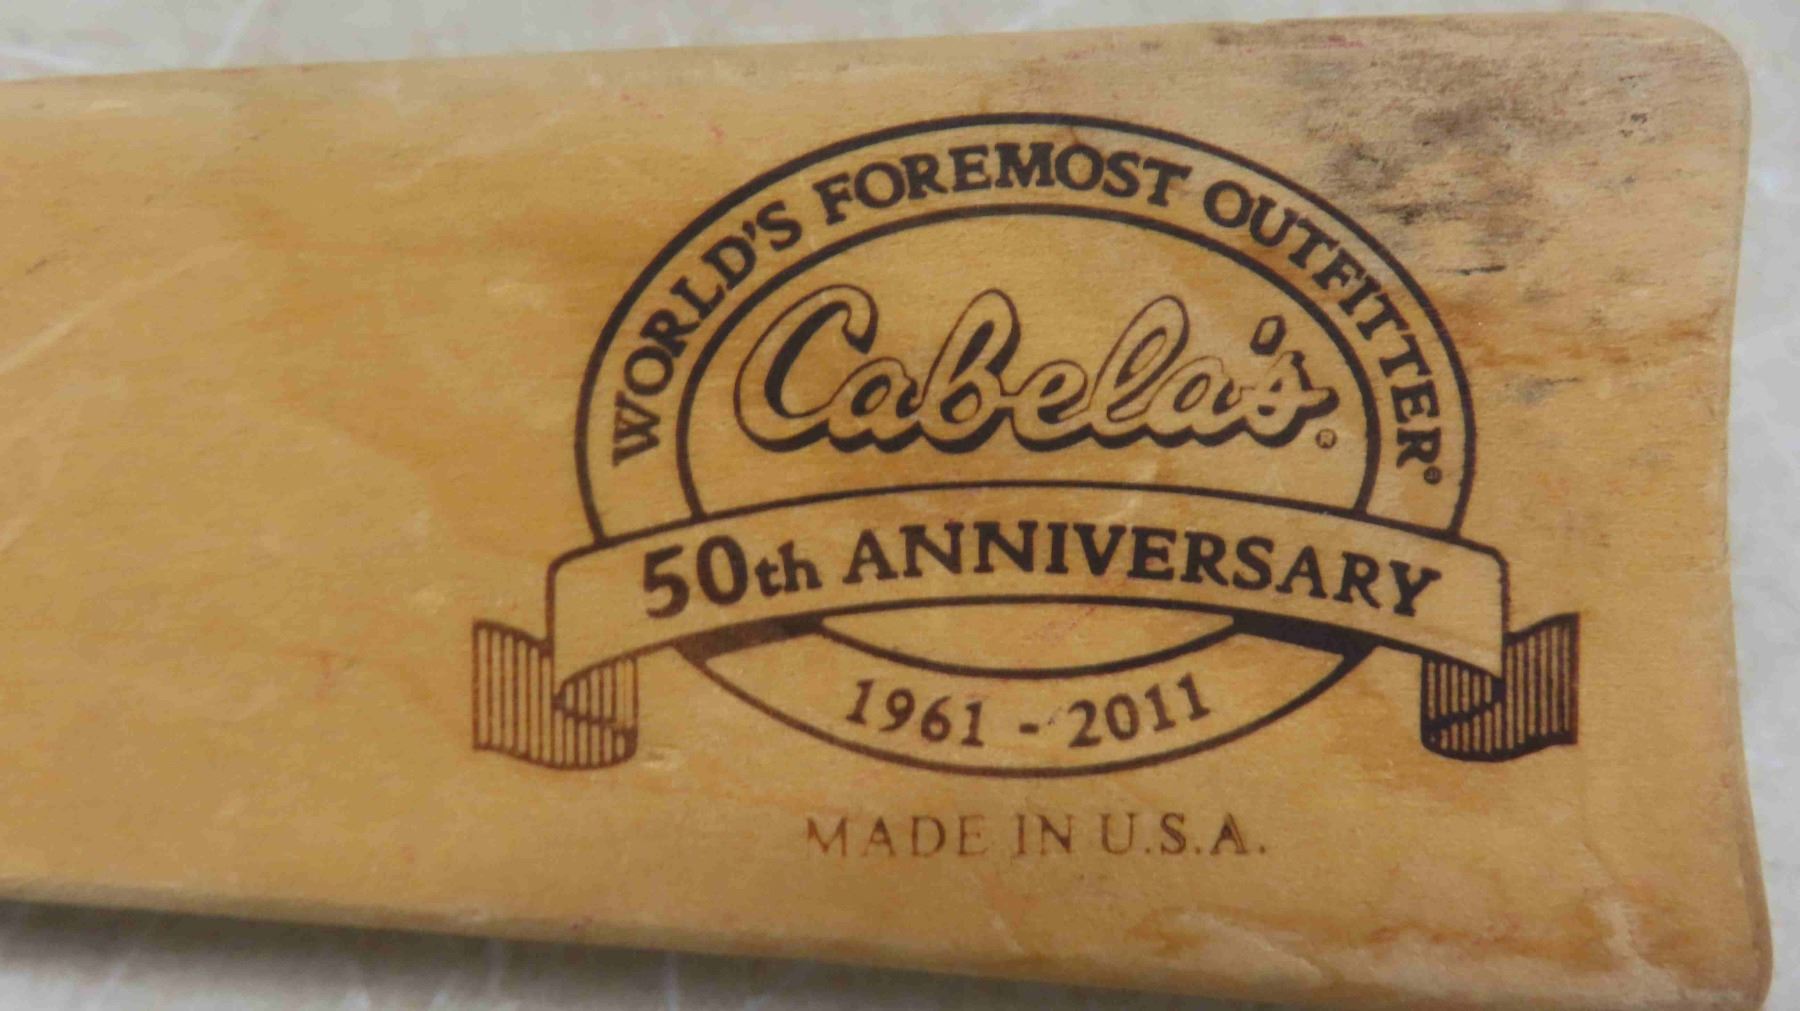 WORLD'S FOREMOST OUTFITTER®
Cabela's®
50th ANNIVERSARY
1961 - 2011
MADE IN U.S.A.